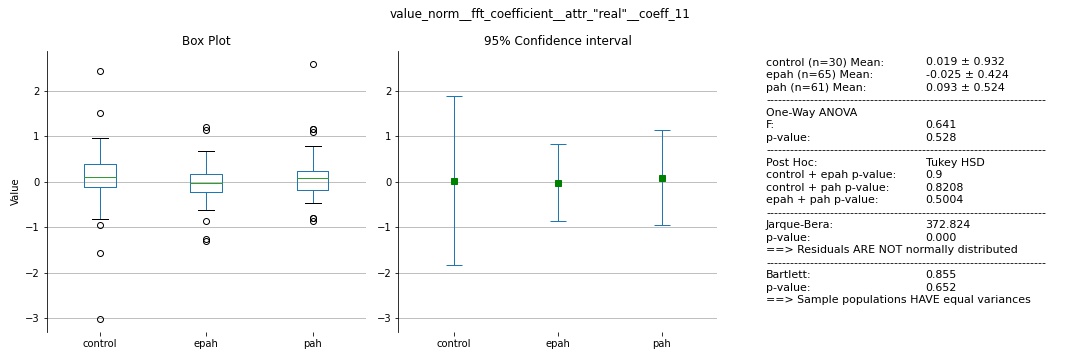 value_norm__fft_coefficient__attr_"real"__coeff_11
Box Plot
Value
2
1
0
−1
−2
−3
control epah pah
95% Confidence interval
2
1
0
−1
−2
−3
control epah pah
control (n=30) Mean: 0.019 ± 0.932
epah (n=65) Mean: -0.025 ± 0.424
pah (n=61) Mean: 0.093 ± 0.524
One-Way ANOVA
F: 0.641
p-value: 0.528
Post Hoc: Tukey HSD
control + epah p-value: 0.9
control + pah p-value: 0.8208
epah + pah p-value: 0.5004
Jarque-Bera: 372.824
p-value: 0.000
==> Residuals ARE NOT normally distributed
Bartlett: 0.855
p-value: 0.652
==> Sample populations HAVE equal variances